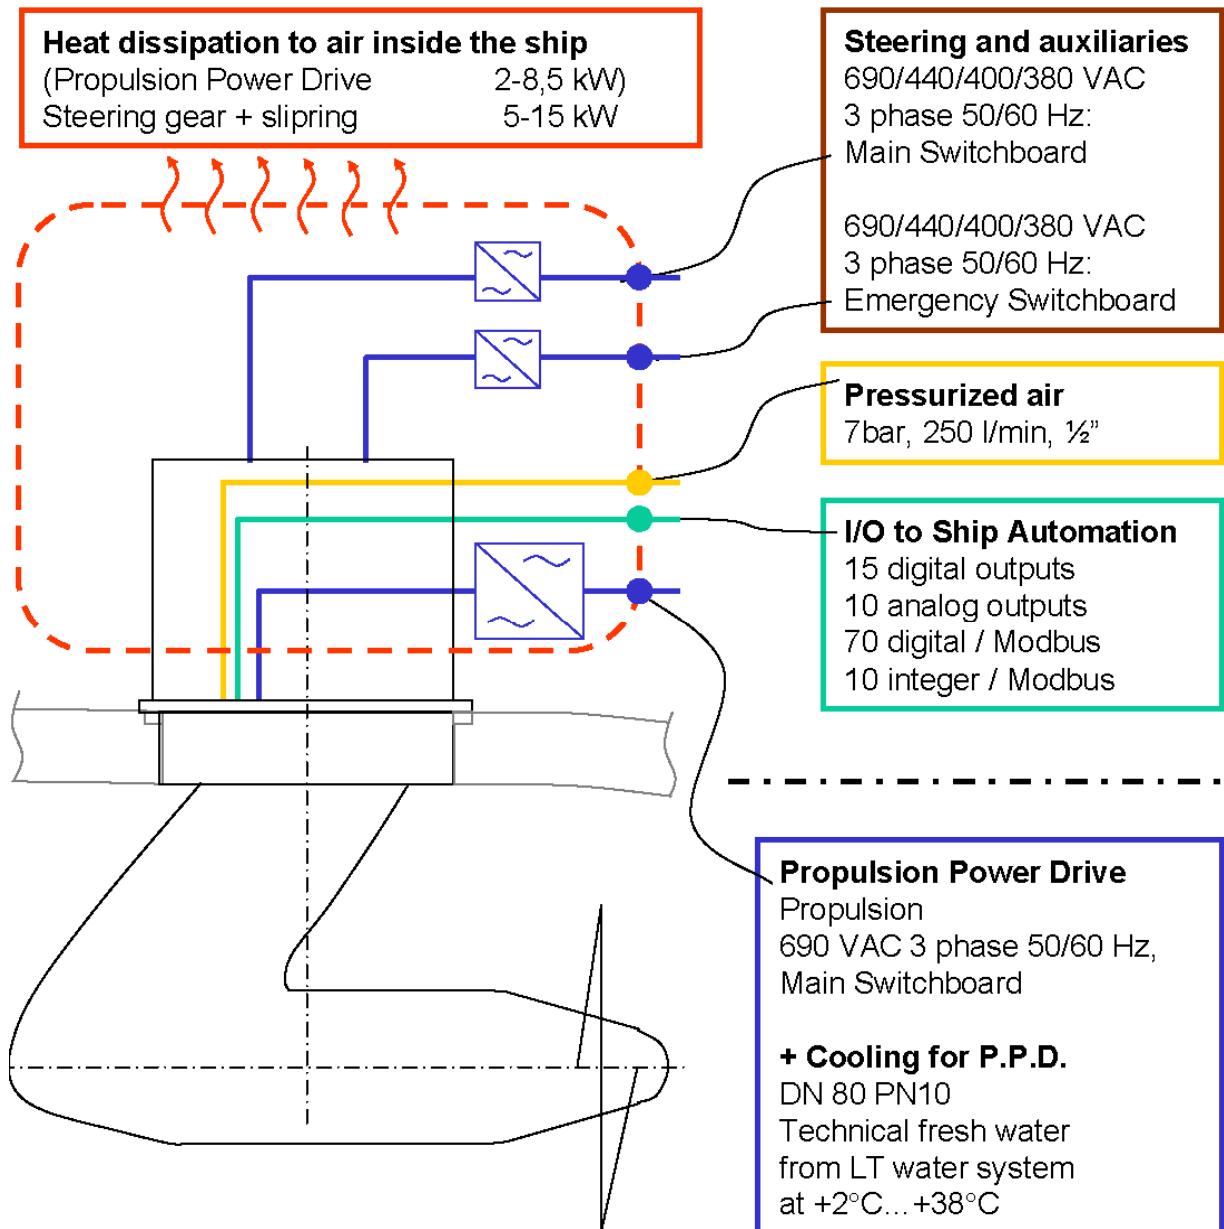 Heat dissipation to air inside the ship
(Propulsion Power Drive 2-8,5 kW)
Steering gear + slipring 5-15 kW
Steering and auxiliaries
690/440/400/380 VAC
3 phase 50/60 Hz:
Main Switchboard
690/440/400/380 VAC
3 phase 50/60 Hz:
Emergency Switchboard
Pressurized air
7bar, 250 l/min, ½”
I/O to Ship Automation
15 digital outputs
10 analog outputs
70 digital / Modbus
10 integer / Modbus
Propulsion Power Drive
Propulsion
690 VAC 3 phase 50/60 Hz,
Main Switchboard
+ Cooling for P.P.D.
DN 80 PN10
Technical fresh water
from LT water system
at +2°C...+38°C